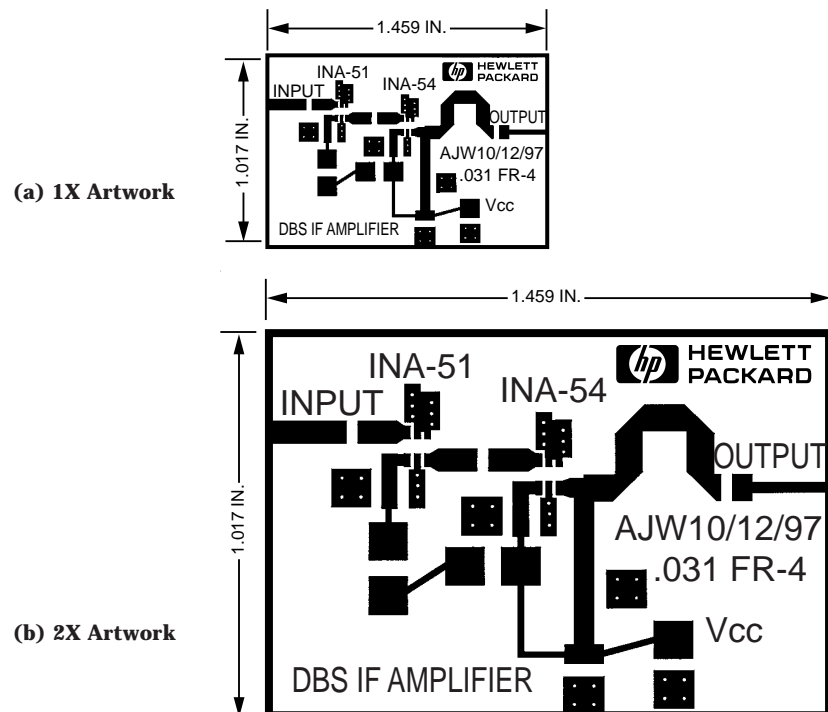 1.459 IN.
1.017 IN.
(a) 1X Artwork
INA-51
INA-54
hp HEWLETT
PACKARD
INPUT
OUTPUT
AJW10/12/97
.031 FR-4
Vcc
DBS IF AMPLIFIER
1.459 IN.
1.017 IN.
(b) 2X Artwork
INA-51
INA-54
hp HEWLETT
PACKARD
INPUT
OUTPUT
AJW10/12/97
.031 FR-4
Vcc
DBS IF AMPLIFIER